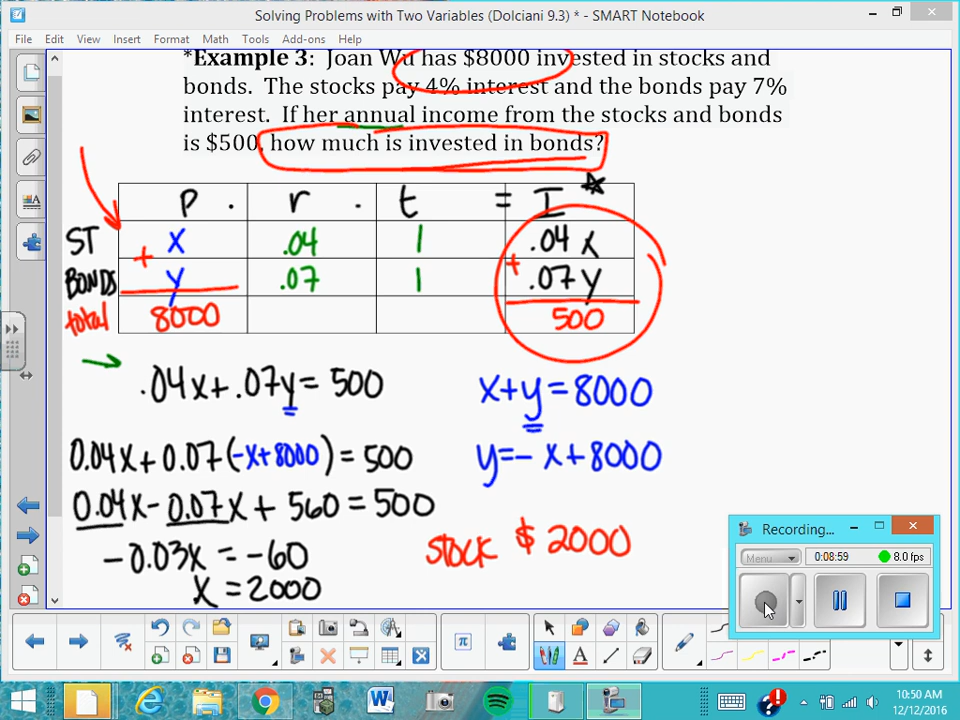 Solving Problems with Two Variables (Dolciani 9.3) * - SMART Notebook
File Edit View Insert Format Math Tools Add-ons Help
*Example 3: Joan Wu has $8000 invested in stocks and
bonds. The stocks pay 4% interest and the bonds pay 7%
interest. If her annual income from the stocks and bonds
is $500, how much is invested in bonds?
p . r . t = I
ST x .04 1 .04 x
BONDS + y .07 1 + .07y
total 8000 500
.04x + .07y = 500
x+y=8000
0.04x + 0.07(-x+8000) = 500
y=-x+8000
0.04x - 0.07x + 560 = 500
-0.03x = -60
stock $2000
x = 2000
Recording...
Menu 0:08:59 8.0 fps
10:50 AM
12/12/2016